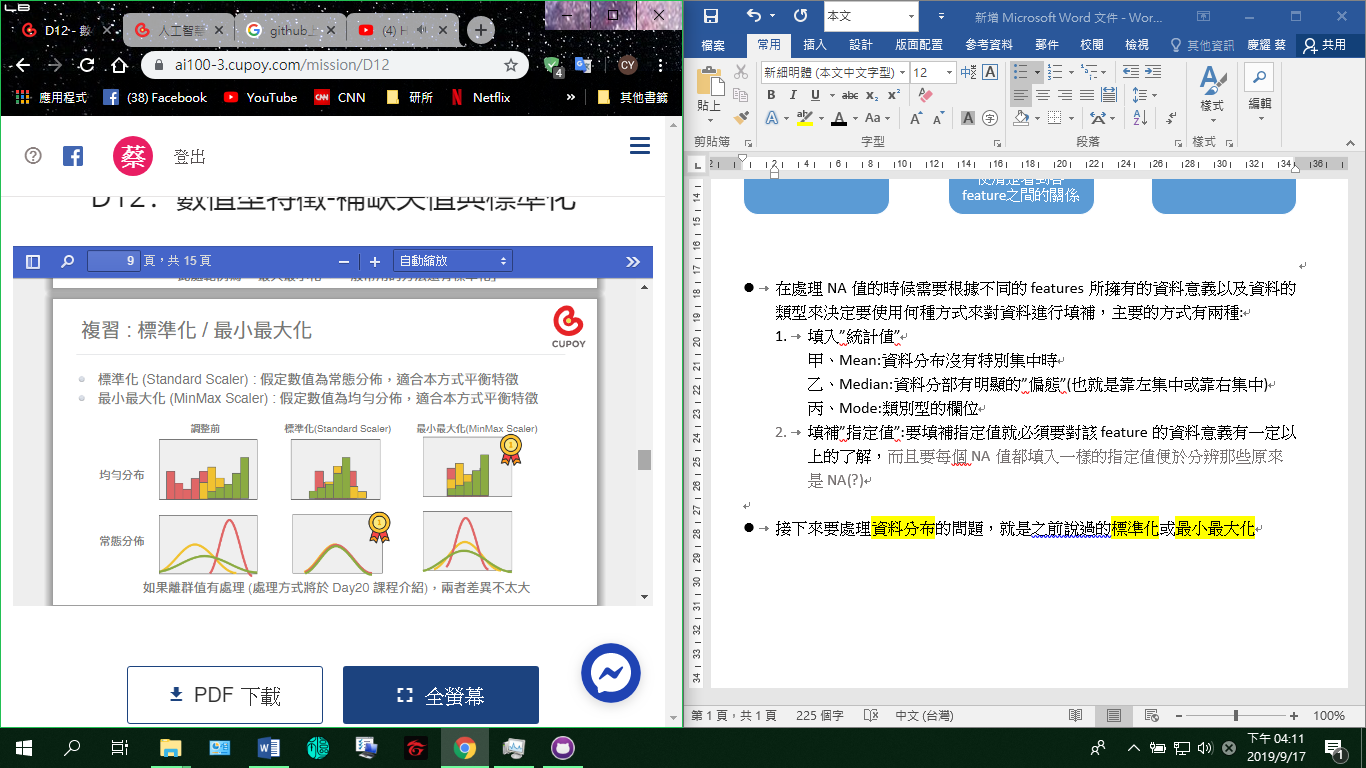 D12 - 數
人工智慧
github_
(4) H
ai100-3.cupoy.com/mission/D12
4
CY
應用程式
(38) Facebook
YouTube
CNN
研所
Netflix
»
其他書籤
蔡
登出
D12：數值型特徵-補缺失值與標準化
9 頁，共 15 頁
自動縮放
複習 : 標準化 / 最小最大化
CUPOY
標準化 (Standard Scaler) : 假定數值為常態分佈，適合本方式平衡特徵
最小最大化 (MinMax Scaler) : 假定數值為均勻分佈，適合本方式平衡特徵
調整前
標準化(Standard Scaler)
最小最大化(MinMax Scaler)
均勻分布
常態分佈
如果離群值有處理 (處理方式將於 Day20 課程介紹)，兩者差異不太大
PDF 下載
全螢幕
本文
新增 Microsoft Word 文件 - Wor...
檔案
常用
插入
設計
版面配置
參考資料
郵件
校閱
檢視
其他資訊
共用
新細明體 (本文中文字型)
12
貼上
樣式
編輯
剪貼簿
字型
段落
樣式
feature之間的關係
在處理 NA 值的時候需要根據不同的 features 所擁有的資料意義以及資料的
類型來決定要使用何種方式來對資料進行填補，主要的方式有兩種:
1. 填入”統計值”
甲、Mean:資料分布沒有特別集中時
乙、Median:資料分部有明顯的”偏態”(也就是靠左集中或靠右集中)
丙、Mode:類別型的欄位
2. 填補”指定值”:要填補指定值就必須要對該 feature 的資料意義有一定以
上的了解，而且要每個 NA 值都填入一樣的指定值便於分辨那些原來
是 NA(?)
接下來要處理資料分布的問題，就是之前說過的標準化或最小最大化
第 1 頁，共 1 頁
225 個字
中文 (台灣)
100%
下午 04:11
2019/9/17
1